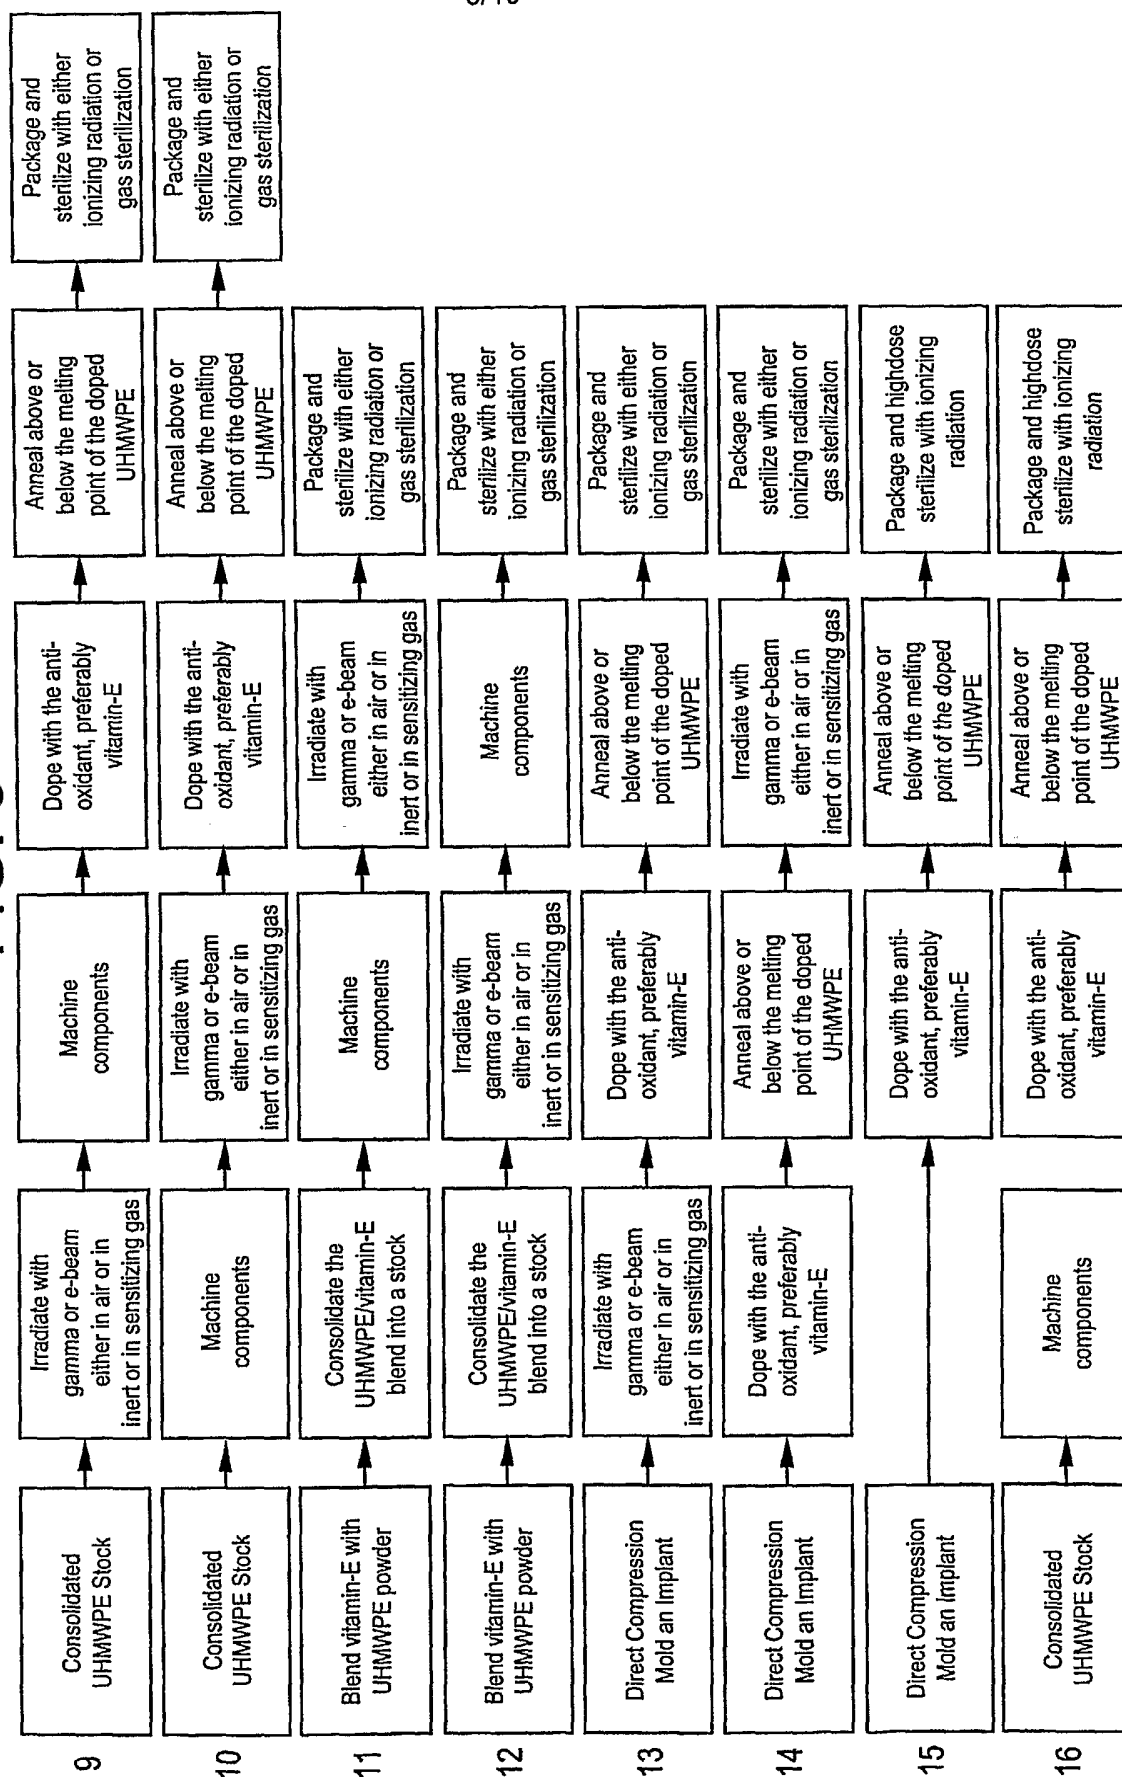 9
Consolidated
UHMWPE Stock
Irradiate with
gamma or e-beam
either in air or in
inert or in sensitizing gas
Machine
components
Dope with the anti-
oxidant, preferably
vitamin-E
Anneal above or
below the melting
point of the doped
UHMWPE
Package and
sterilize with either
ionizing radiation or
gas sterilization
10
Consolidated
UHMWPE Stock
Machine
components
Irradiate with
gamma or e-beam
either in air or in
inert or in sensitizing gas
Dope with the anti-
oxidant, preferably
vitamin-E
Anneal above or
below the melting
point of the doped
UHMWPE
Package and
sterilize with either
ionizing radiation or
gas sterilization
11
Blend vitamin-E with
UHMWPE powder
Consolidate the
UHMWPE/vitamin-E
blend into a stock
Machine
components
Irradiate with
gamma or e-beam
either in air or in
inert or in sensitizing gas
Package and
sterilize with either
ionizing radiation or
gas sterilization
12
Blend vitamin-E with
UHMWPE powder
Consolidate the
UHMWPE/vitamin-E
blend into a stock
Irradiate with
gamma or e-beam
either in air or in
inert or in sensitizing gas
Machine
components
Package and
sterilize with either
ionizing radiation or
gas sterilization
13
Direct Compression
Mold an Implant
Irradiate with
gamma or e-beam
either in air or in
inert or in sensitizing gas
Dope with the anti-
oxidant, preferably
vitamin-E
Anneal above or
below the melting
point of the doped
UHMWPE
Package and
sterilize with either
ionizing radiation or
gas sterilization
14
Direct Compression
Mold an Implant
Dope with the anti-
oxidant, preferably
vitamin-E
Anneal above or
below the melting
point of the doped
UHMWPE
Irradiate with
gamma or e-beam
either in air or in
inert or in sensitizing gas
Package and
sterilize with either
ionizing radiation or
gas sterilization
15
Direct Compression
Mold an Implant
Dope with the anti-
oxidant, preferably
vitamin-E
Anneal above or
below the melting
point of the doped
UHMWPE
Package and highdose
sterilize with ionizing
radiation
16
Consolidated
UHMWPE Stock
Machine
components
Dope with the anti-
oxidant, preferably
vitamin-E
Anneal above or
below the melting
point of the doped
UHMWPE
Package and highdose
sterilize with ionizing
radiation